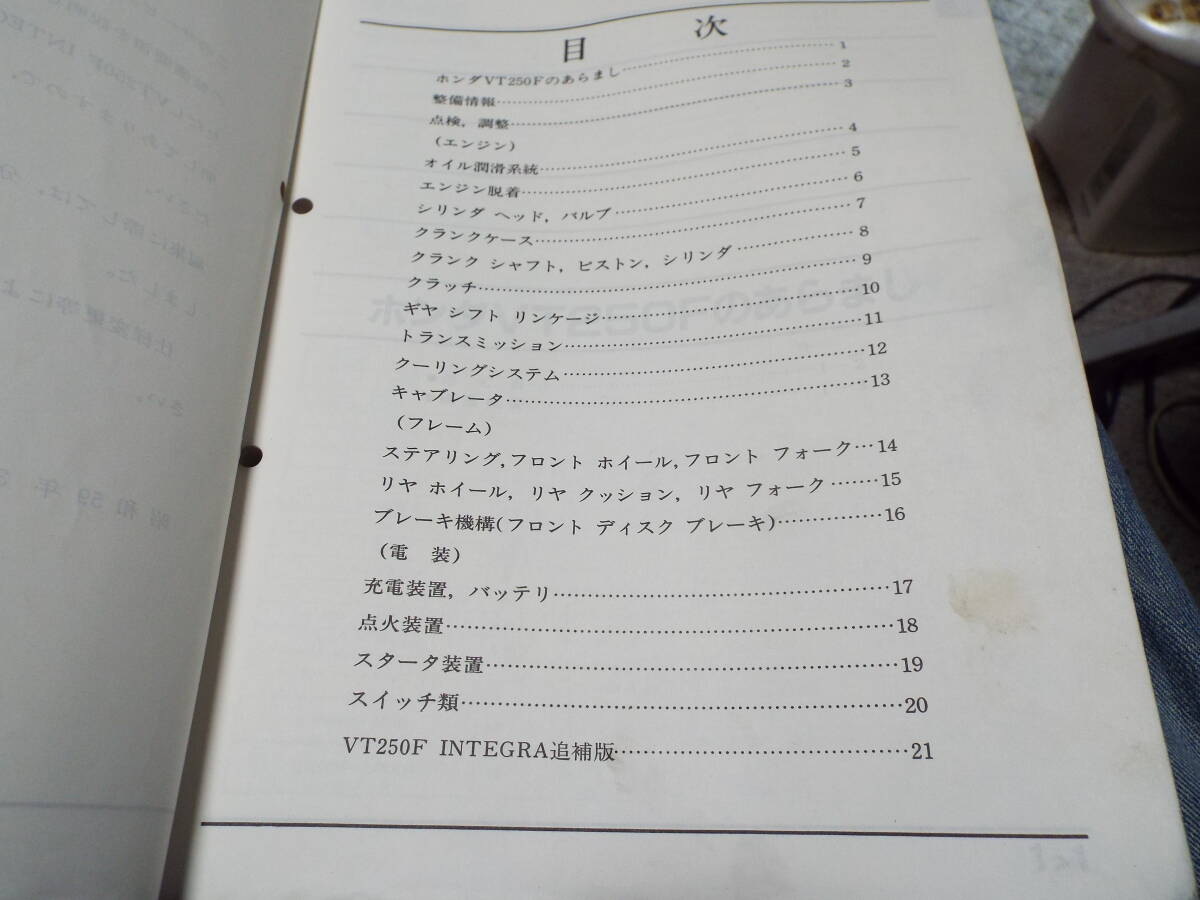 目次
ホンダVT250Fのあらまし……1
整備情報……2
点検，調整……3
(エンジン)
オイル潤滑系統……4
エンジン脱着……5
シリンダ ヘッド，バルブ……6
クランクケース……7
クランク シャフト，ピストン，シリンダ……8
クラッチ……9
ギヤ シフト リンケージ……10
トランスミッション……11
クーリングシステム……12
キャブレータ……13
(フレーム)
ステアリング,フロント ホイール,フロント フォーク…14
リヤ ホイール，リヤ クッション，リヤ フォーク……15
ブレーキ機構(フロント ディスク ブレーキ)……16
(電 装)
充電装置，バッテリ……17
点火装置……18
スタータ装置……19
スイッチ類……20
VT250F INTEGRA追補版……21